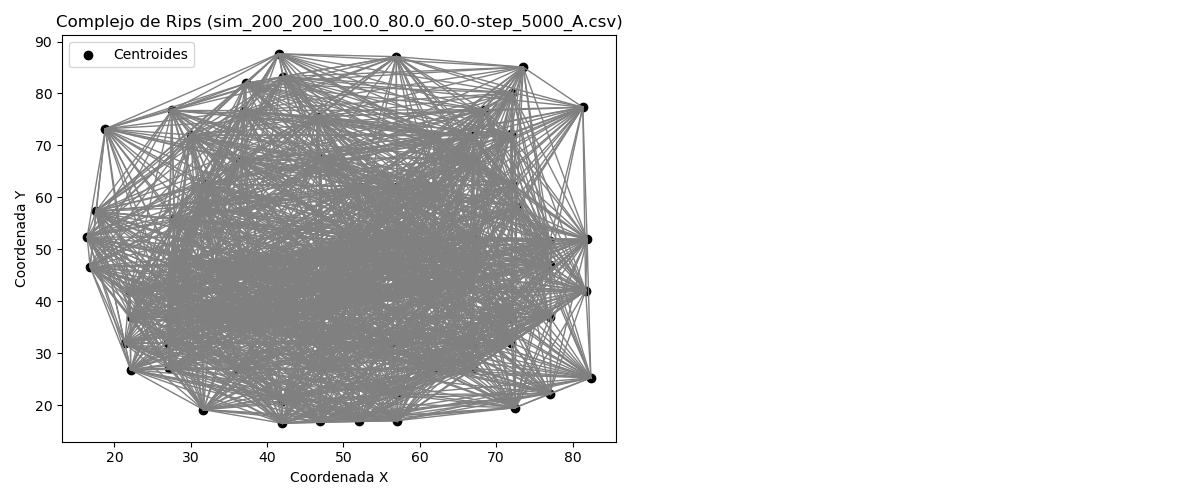 Complejo de Rips (sim_200_200_100.0_80.0_60.0-step_5000_A.csv)
Centroides
90
80
70
60
50
40
30
20
Coordenada Y
20 30 40 50 60 70 80
Coordenada X